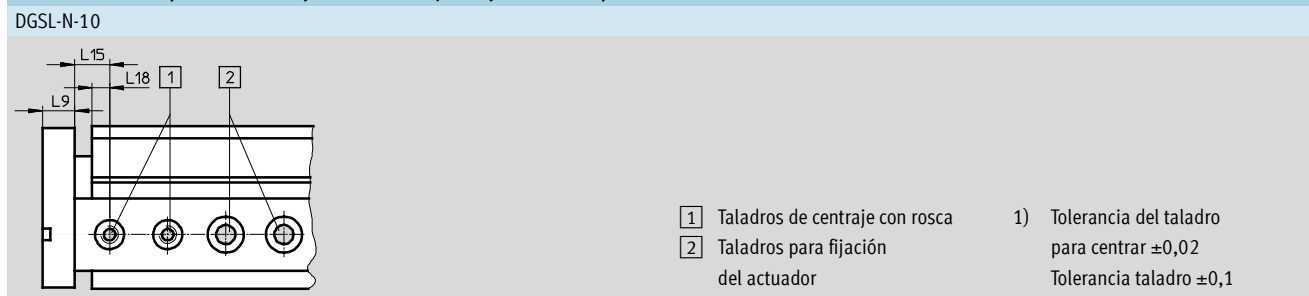 DGSL-N-10
L15
L18 1 2
L9
1 Taladros de centraje con rosca
2 Taladros para fijación
del actuador
1) Tolerancia del taladro
para centrar ±0,02
Tolerancia taladro ±0,1